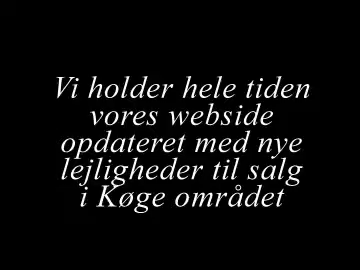 Vi holder hele tiden
vores webside
opdateret med nye
lejligheder til salg
i Køge området